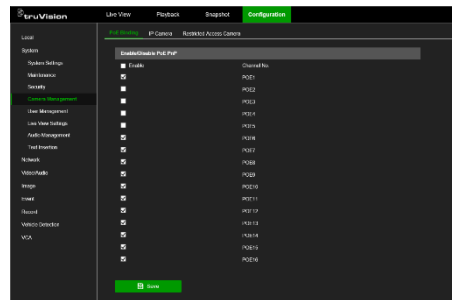 truVision Live View Playback Snapshot Configuration
Local
PoE Binding IP Camera Restricted Access Camera
System
Enable/Disable PoE PnP
System Settings
Enable Channel No.
Maintenance
POE1
Security
POE2
Camera Management
POE3
User Management
POE4
Live View Settings
POE5
Audio Management
POE6
Text Insertion
POE7
Network
POE8
Video/Audio
POE9
Image
POE10
Event
POE11
Record
POE12
Vehicle Detection
POE13
VCA
POE14
POE15
POE16
Save